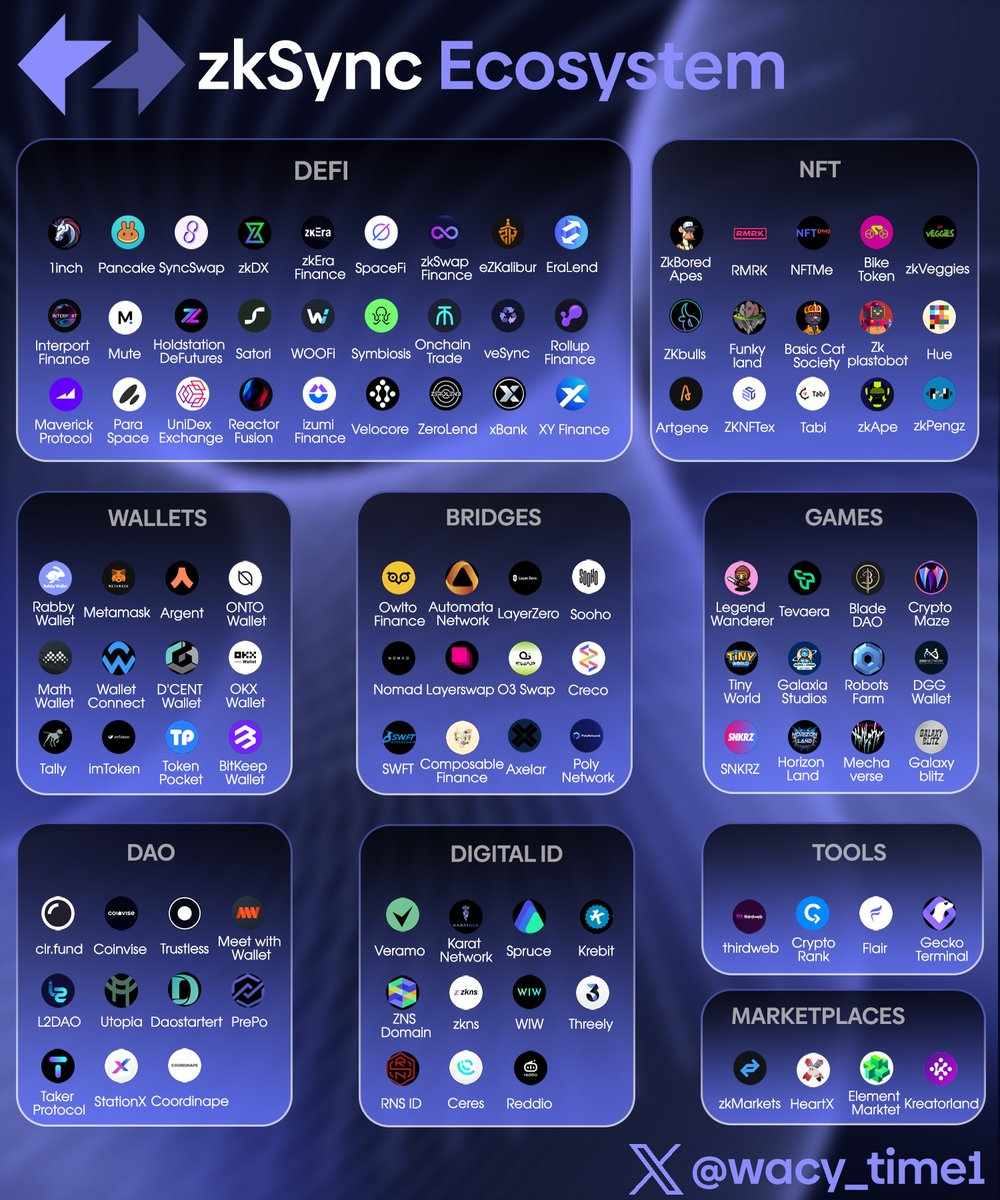 zkSync Ecosystem
DEFI
1inch Pancake SyncSwap zkDX zkEra Finance SpaceFi zkSwap Finance eZKalibur EraLend
Interport Finance Mute Holdstation DeFutures Satori WOOFi Symbiosis Onchain Trade veSync Rollup Finance
Maverick Protocol Para Space UniDex Exchange Reactor Fusion izumi Finance Velocore ZeroLend xBank XY Finance
NFT
ZkBored Apes RMRK NFTMe Bike Token zkVeggies
ZKbulls Funky land Basic Cat Society Zk plastobot Hue
Artgene ZKNFTex Tabi zkApe zkPengz
WALLETS
Rabby Wallet Metamask Argent ONTO Wallet
Math Wallet Wallet Connect D'CENT Wallet OKX Wallet
Tally imToken Token Pocket BitKeep Wallet
BRIDGES
Owlto Finance Automata Network LayerZero Sooho
Nomad Layerswap O3 Swap Creco
SWFT Composable Finance Axelar Poly Network
GAMES
Legend Wanderer Tevaera Blade DAO Crypto Maze
Tiny World Galaxia Studios Robots Farm DGG Wallet
SNKRZ Horizon Land Mecha verse Galaxy blitz
DAO
clr.fund Coinvise Trustless Meet with Wallet
L2DAO Utopia Daostartert PrePo
Taker Protocol StationX Coordinape
DIGITAL ID
Veramo Karat Network Spruce Krebit
ZNS Domain zkns WIW Threely
RNS ID Ceres Reddio
TOOLS
thirdweb Crypto Rank Flair Gecko Terminal
MARKETPLACES
zkMarkets HeartX Element Marktet Kreatorland
@wacy_time1